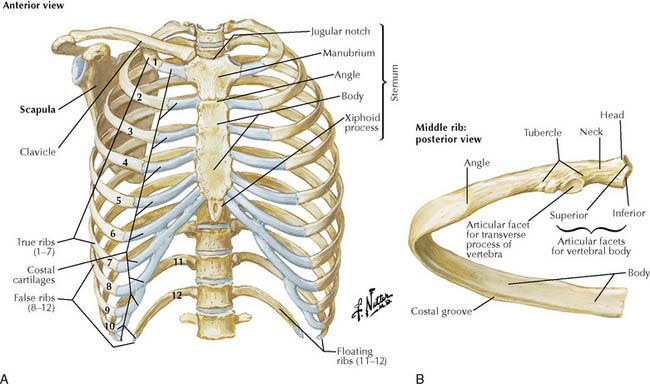 Anterior view
Jugular notch
Manubrium
Angle
Body
Xiphoid
process
Sternum
Scapula
Clavicle
1
2
3
4
5
6
7
8
9
10
11
12
True ribs
(1–7)
Costal
cartilages
False ribs
(8–12)
Floating
ribs (11–12)
F. Netter
M.D.
A
Middle rib:
posterior view
Head
Neck
Tubercle
Angle
Superior
Inferior
Articular facet
for transverse
process of
vertebra
Articular facets
for vertebral body
Body
Costal groove
B